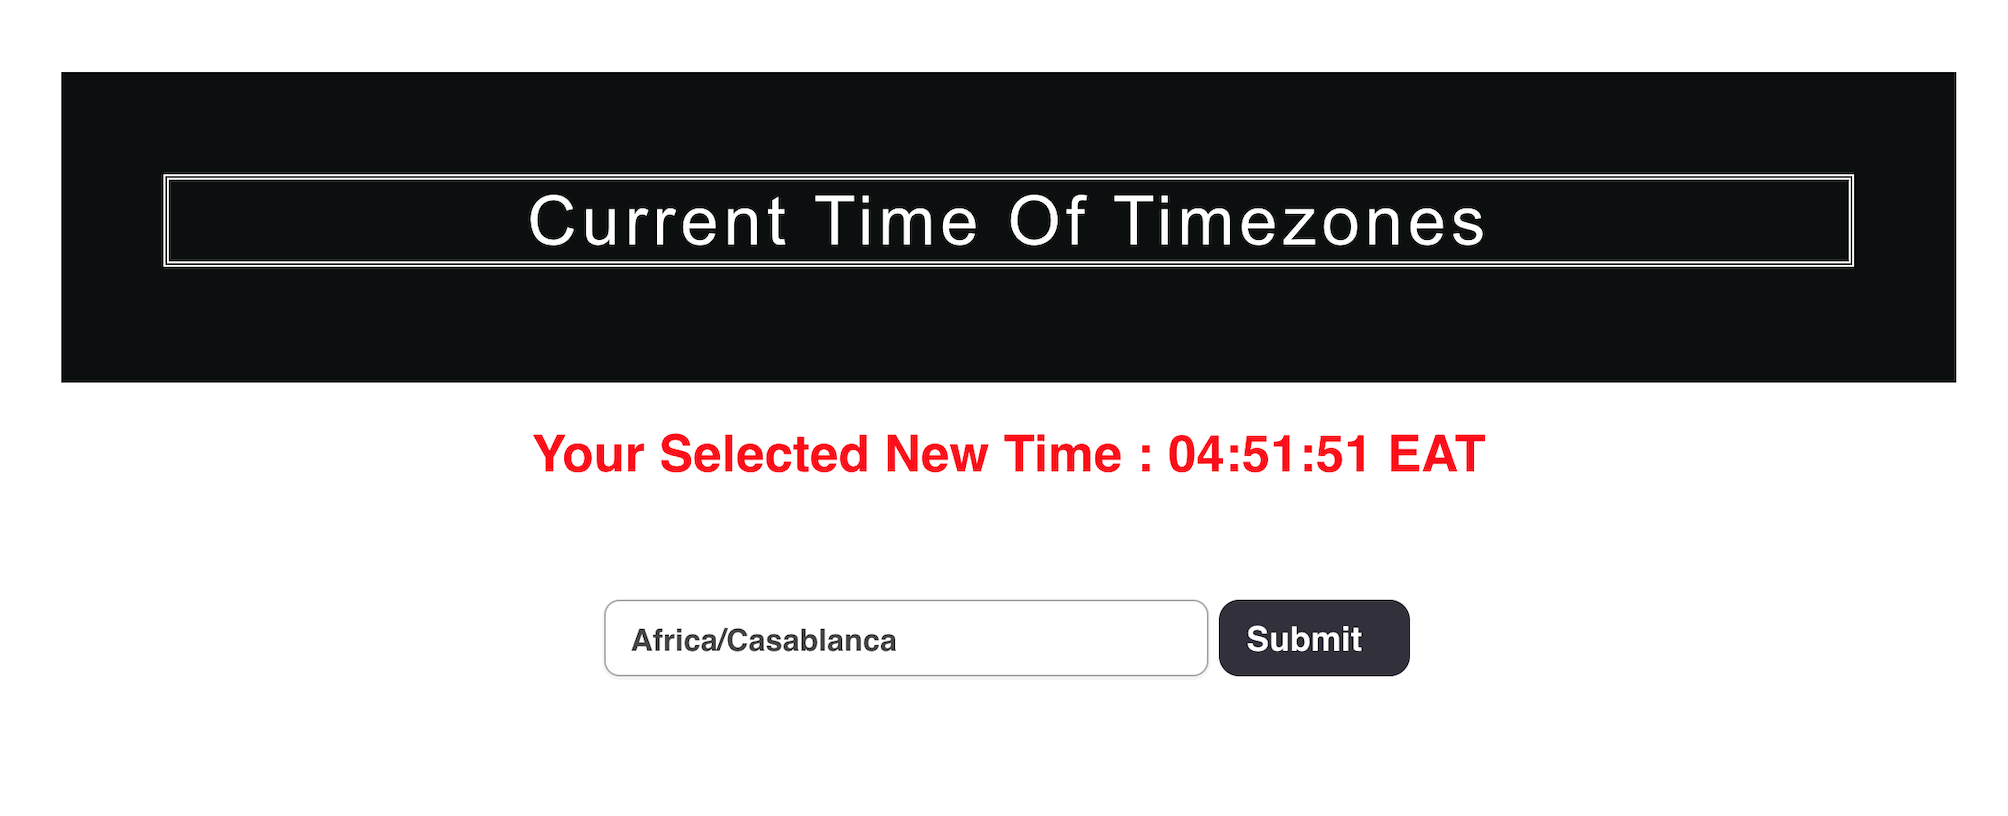 Current Time Of Timezones
Your Selected New Time : 04:51:51 EAT
Africa/Casablanca
Submit